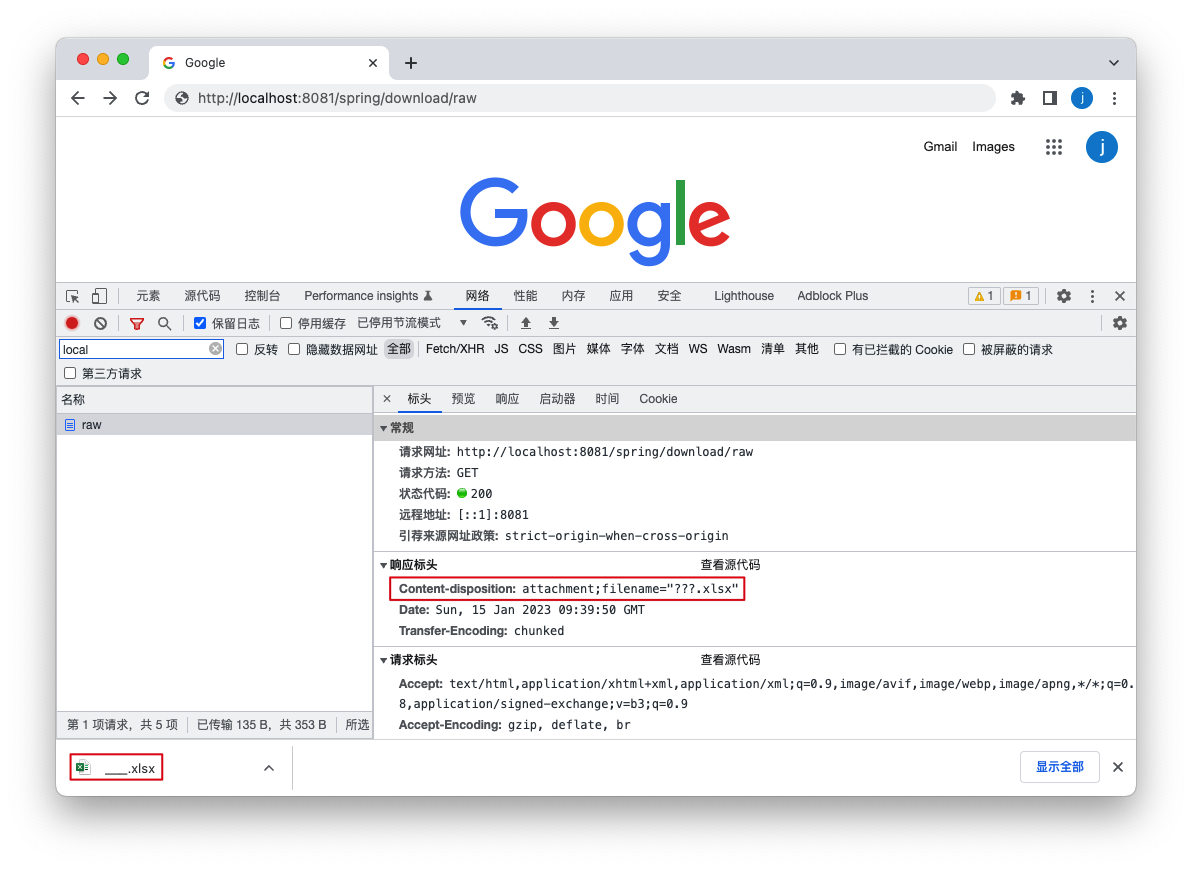 Google
http://localhost:8081/spring/download/raw
j
Gmail Images j
Google
元素 源代码 控制台 Performance insights 网络 性能 内存 应用 安全 Lighthouse Adblock Plus 1 1
保留日志 停用缓存 已停用节流模式
local 反转 隐藏数据网址 全部 Fetch/XHR JS CSS 图片 媒体 字体 文档 WS Wasm 清单 其他 有已拦截的 Cookie 被屏蔽的请求
第三方请求
名称 标头 预览 响应 启动器 时间 Cookie
raw
常规
请求网址: http://localhost:8081/spring/download/raw
请求方法: GET
状态代码: 200
远程地址: [::1]:8081
引荐来源网址政策: strict-origin-when-cross-origin
响应标头 查看源代码
Content-disposition: attachment;filename="???.xlsx"
Date: Sun, 15 Jan 2023 09:39:50 GMT
Transfer-Encoding: chunked
请求标头 查看源代码
Accept: text/html,application/xhtml+xml,application/xml;q=0.9,image/avif,image/webp,image/apng,*/*;q=0.
8,application/signed-exchange;v=b3;q=0.9
Accept-Encoding: gzip, deflate, br
第 1 项请求，共 5 项 已传输 135 B，共 353 B 所选
___.xlsx
显示全部